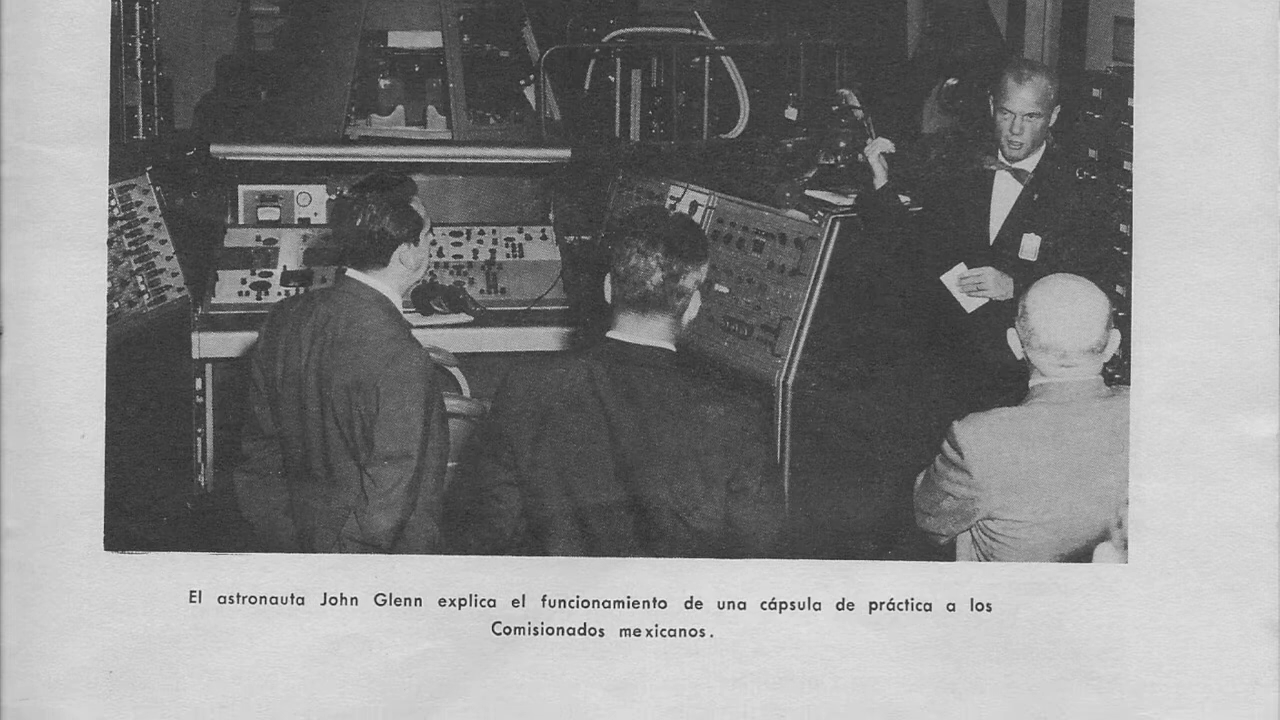 El astronauta John Glenn explica el funcionamiento de una cápsula de práctica a los
Comisionados mexicanos.